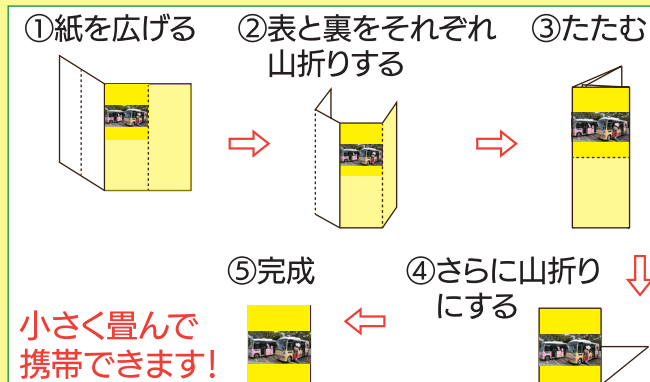 ①紙を広げる
②表と裏をそれぞれ
山折りする
③たたむ
④さらに山折り
にする
⑤完成
小さく畳んで
携帯できます!